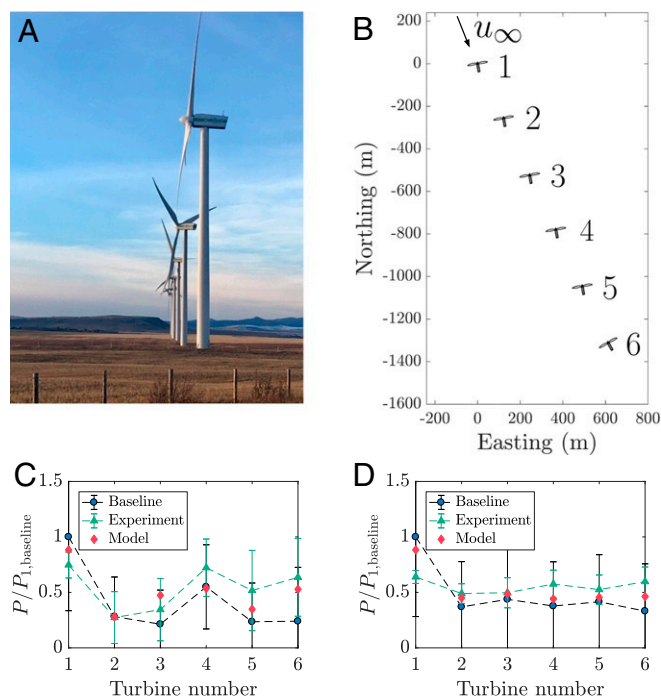 A
B
u∞
1
2
3
4
5
6
200
0
-200
-400
-600
-800
-1000
-1200
-1400
-1600
Northing (m)
-200 0 200 400 600 800
Easting (m)
C
1.5
1
0.5
0
P/P1,baseline
Baseline
Experiment
Model
1 2 3 4 5 6
Turbine number
D
1.5
1
0.5
0
P/P1,baseline
Baseline
Experiment
Model
1 2 3 4 5 6
Turbine number